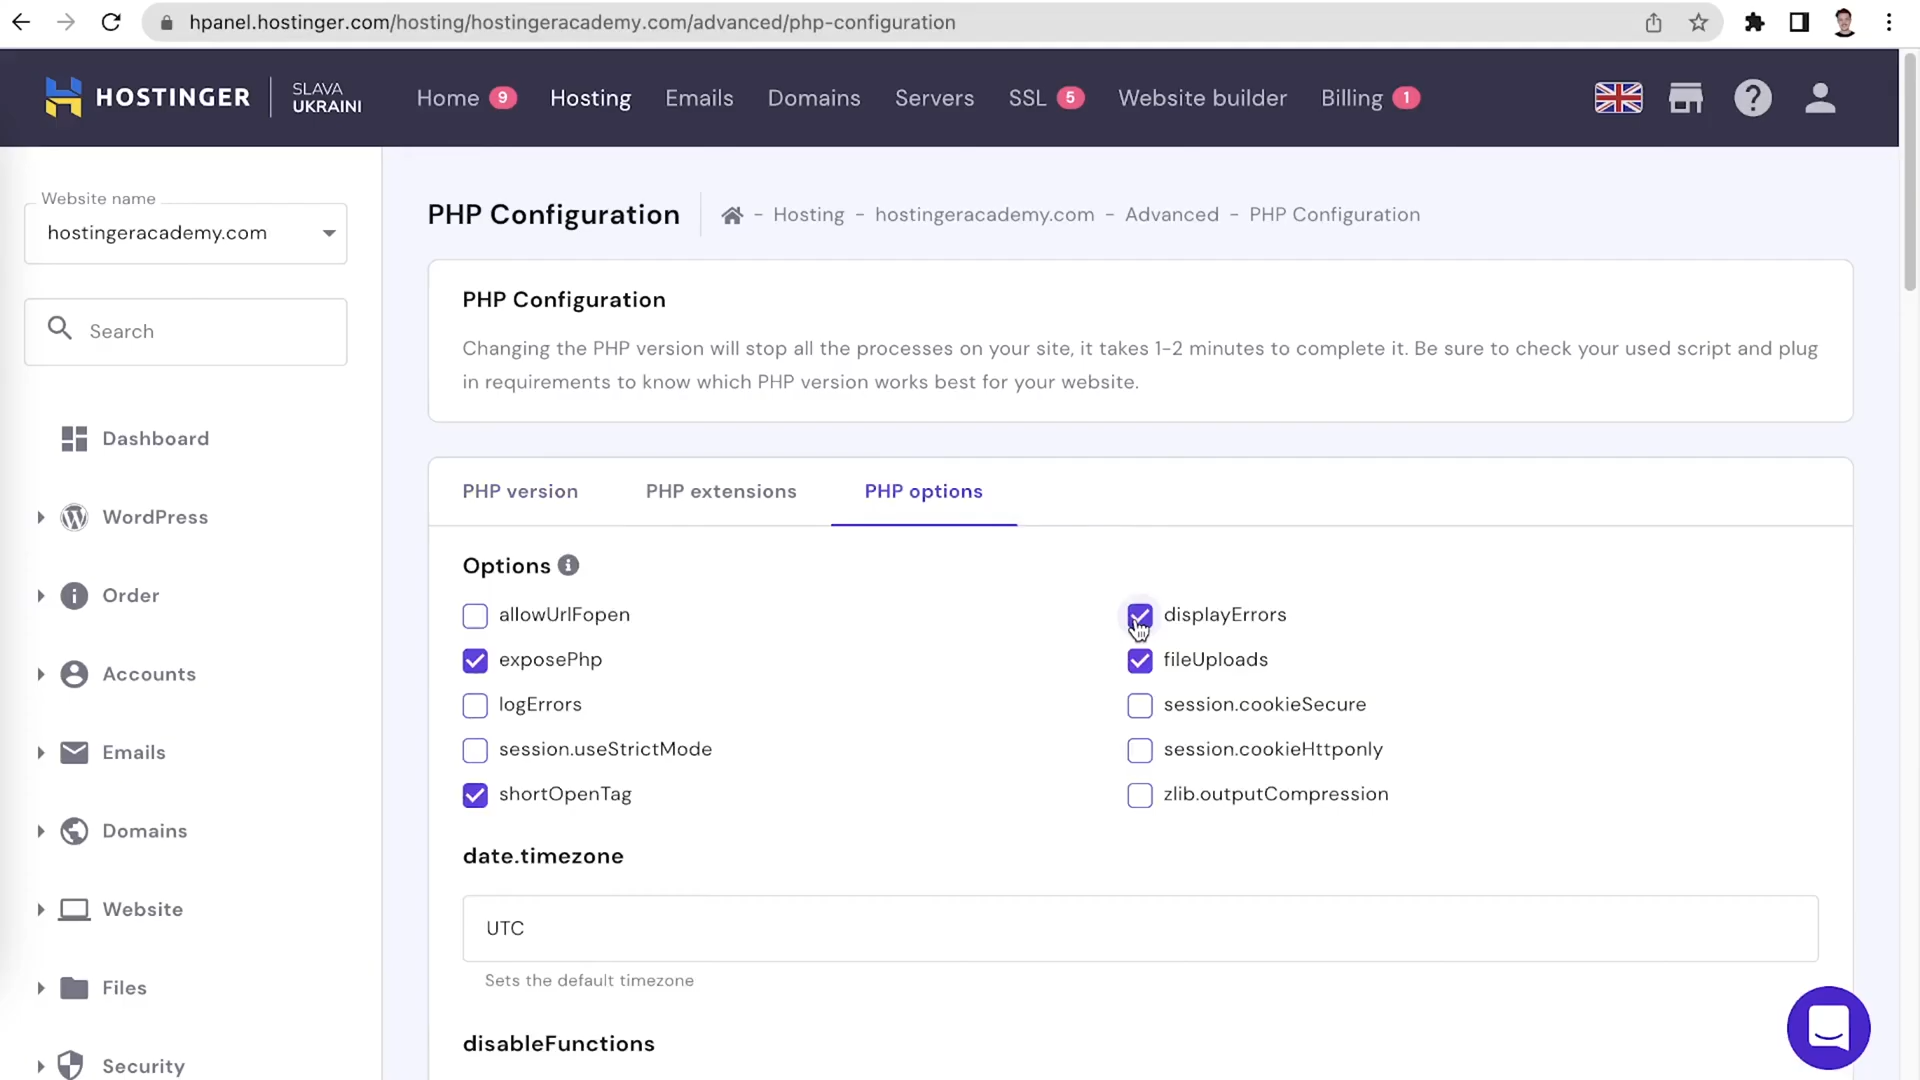 hpanel.hostinger.com/hosting/hostingeracademy.com/advanced/php-configuration
HOSTINGER
SLAVA
UKRAINI
Home 9
Hosting
Emails
Domains
Servers
SSL 5
Website builder
Billing 1
Website name
hostingeracademy.com
Search
Dashboard
WordPress
Order
Accounts
Emails
Domains
Website
Files
Security
PHP Configuration
- Hosting - hostingeracademy.com - Advanced - PHP Configuration
PHP Configuration
Changing the PHP version will stop all the processes on your site, it takes 1-2 minutes to complete it. Be sure to check your used script and plug
in requirements to know which PHP version works best for your website.
PHP version
PHP extensions
PHP options
Options
allowUrlFopen
displayErrors
exposePhp
fileUploads
logErrors
session.cookieSecure
session.useStrictMode
session.cookieHttponly
shortOpenTag
zlib.outputCompression
date.timezone
UTC
Sets the default timezone
disableFunctions